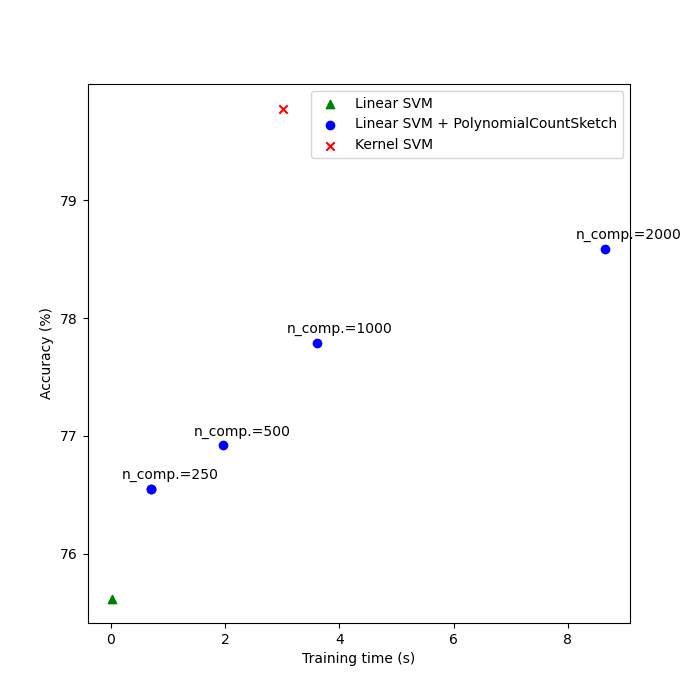 Linear SVM
Linear SVM + PolynomialCountSketch
Kernel SVM
79
n_comp.=2000
78
n_comp.=1000
77
n_comp.=500
n_comp.=250
76
Accuracy (%)
0 2 4 6 8
Training time (s)